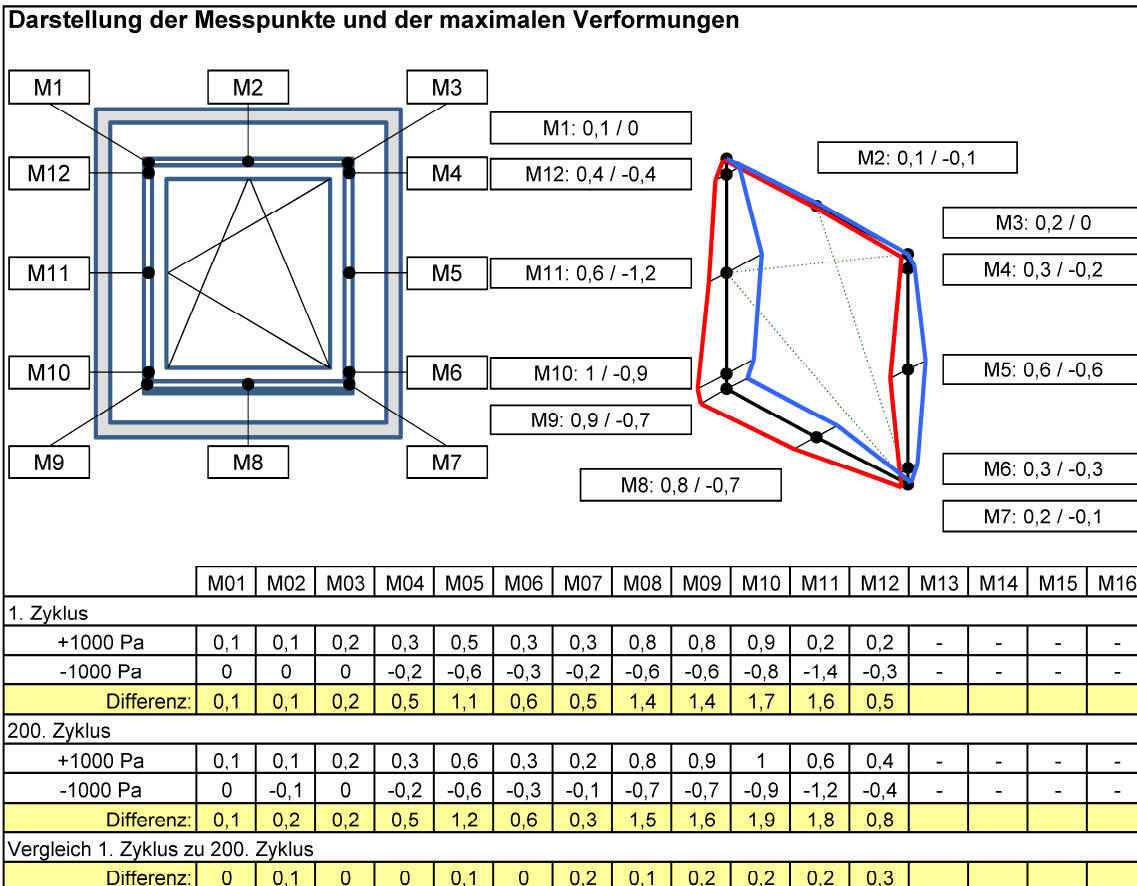 Darstellung der Messpunkte und der maximalen Verformungen
M1 M2 M3
M1: 0,1 / 0
M2: 0,1 / -0,1
M12 M4
M12: 0,4 / -0,4
M3: 0,2 / 0
M4: 0,3 / -0,2
M11 M5
M11: 0,6 / -1,2
M10 M6
M10: 1 / -0,9
M5: 0,6 / -0,6
M9: 0,9 / -0,7
M9 M8 M7
M8: 0,8 / -0,7
M6: 0,3 / -0,3
M7: 0,2 / -0,1
M01 M02 M03 M04 M05 M06 M07 M08 M09 M10 M11 M12 M13 M14 M15 M16
1. Zyklus
+1000 Pa 0,1 0,1 0,2 0,3 0,5 0,3 0,3 0,8 0,8 0,9 0,2 0,2 - - - -
-1000 Pa 0 0 0 -0,2 -0,6 -0,3 -0,2 -0,6 -0,6 -0,8 -1,4 -0,3 - - - -
Differenz: 0,1 0,1 0,2 0,5 1,1 0,6 0,5 1,4 1,4 1,7 1,6 0,5
200. Zyklus
+1000 Pa 0,1 0,1 0,2 0,3 0,6 0,3 0,2 0,8 0,9 1 0,6 0,4 - - - -
-1000 Pa 0 -0,1 0 -0,2 -0,6 -0,3 -0,1 -0,7 -0,7 -0,9 -1,2 -0,4 - - - -
Differenz: 0,1 0,2 0,2 0,5 1,2 0,6 0,3 1,5 1,6 1,9 1,8 0,8
Vergleich 1. Zyklus zu 200. Zyklus
Differenz: 0 0,1 0 0 0,1 0 0,2 0,1 0,2 0,2 0,2 0,3